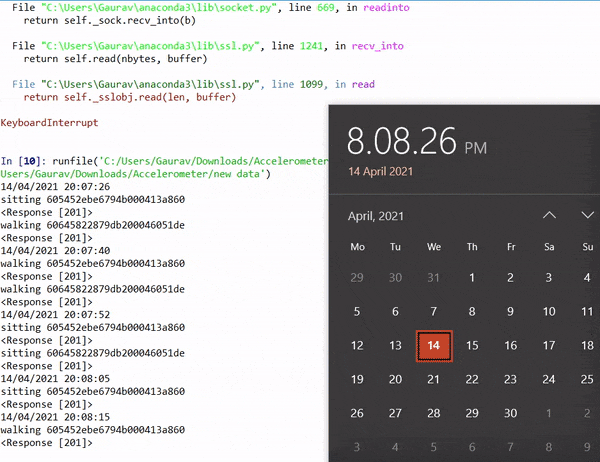 File "C:\Users\Gaurav\anaconda3\lib\socket.py", line 669, in readinto
return self._sock.recv_into(b)
File "C:\Users\Gaurav\anaconda3\lib\ssl.py", line 1241, in recv_into
return self.read(nbytes, buffer)
File "C:\Users\Gaurav\anaconda3\lib\ssl.py", line 1099, in read
return self._sslobj.read(len, buffer)
KeyboardInterrupt
In [10]: runfile('C:/Users/Gaurav/Downloads/Accelerometer
Users/Gaurav/Downloads/Accelerometer/new data')
14/04/2021 20:07:26
sitting 605452ebe6794b000413a860
<Response [201]>
walking 60645822879db200046051de
<Response [201]>
14/04/2021 20:07:40
walking 605452ebe6794b000413a860
<Response [201]>
walking 60645822879db200046051de
<Response [201]>
14/04/2021 20:07:52
sitting 605452ebe6794b000413a860
<Response [201]>
sitting 60645822879db200046051de
<Response [201]>
14/04/2021 20:08:05
sitting 605452ebe6794b000413a860
<Response [201]>
14/04/2021 20:08:15
walking 605452ebe6794b000413a860
<Response [201]>
8.08.26 PM
14 April 2021
April, 2021
Mo Tu We Th Fr Sa Su
29 30 31 1 2 3 4
5 6 7 8 9 10 11
12 13 14 15 16 17 18
19 20 21 22 23 24 25
26 27 28 29 30 1 2
3 4 5 6 7 8 9